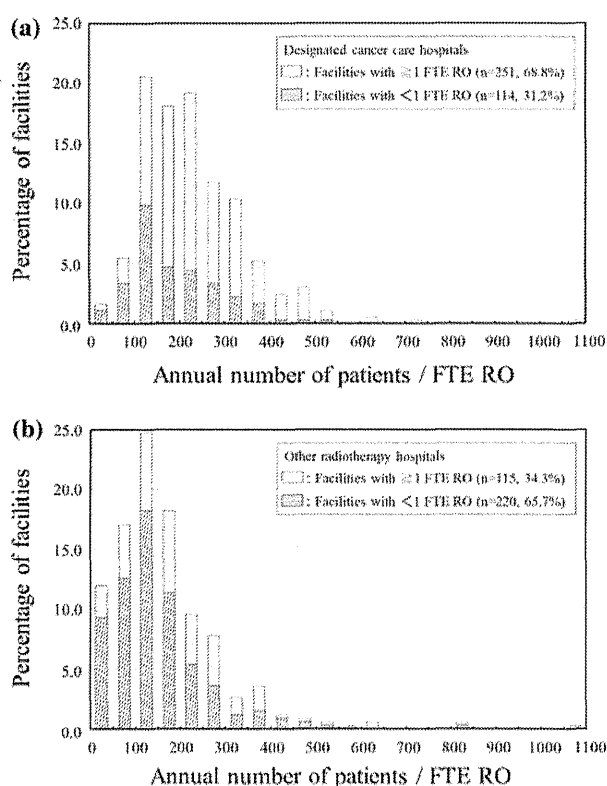 (a)
25.0
20.0
15.0
10.0
5.0
0.0
Percentage of facilities
Designated cancer care hospitals
: Facilities with ≧1 FTE RO (n=251, 68.8%)
: Facilities with <1 FTE RO (n=114, 31.2%)
0 100 200 300 400 500 600 700 800 900 1000 1100
Annual number of patients / FTE RO
(b)
25.0
20.0
15.0
10.0
5.0
0.0
Percentage of facilities
Other radiotherapy hospitals
: Facilities with ≧1 FTE RO (n=115, 34.3%)
: Facilities with <1 FTE RO (n=220, 65.7%)
0 100 200 300 400 500 600 700 800 900 1000 1100
Annual number of patients / FTE RO